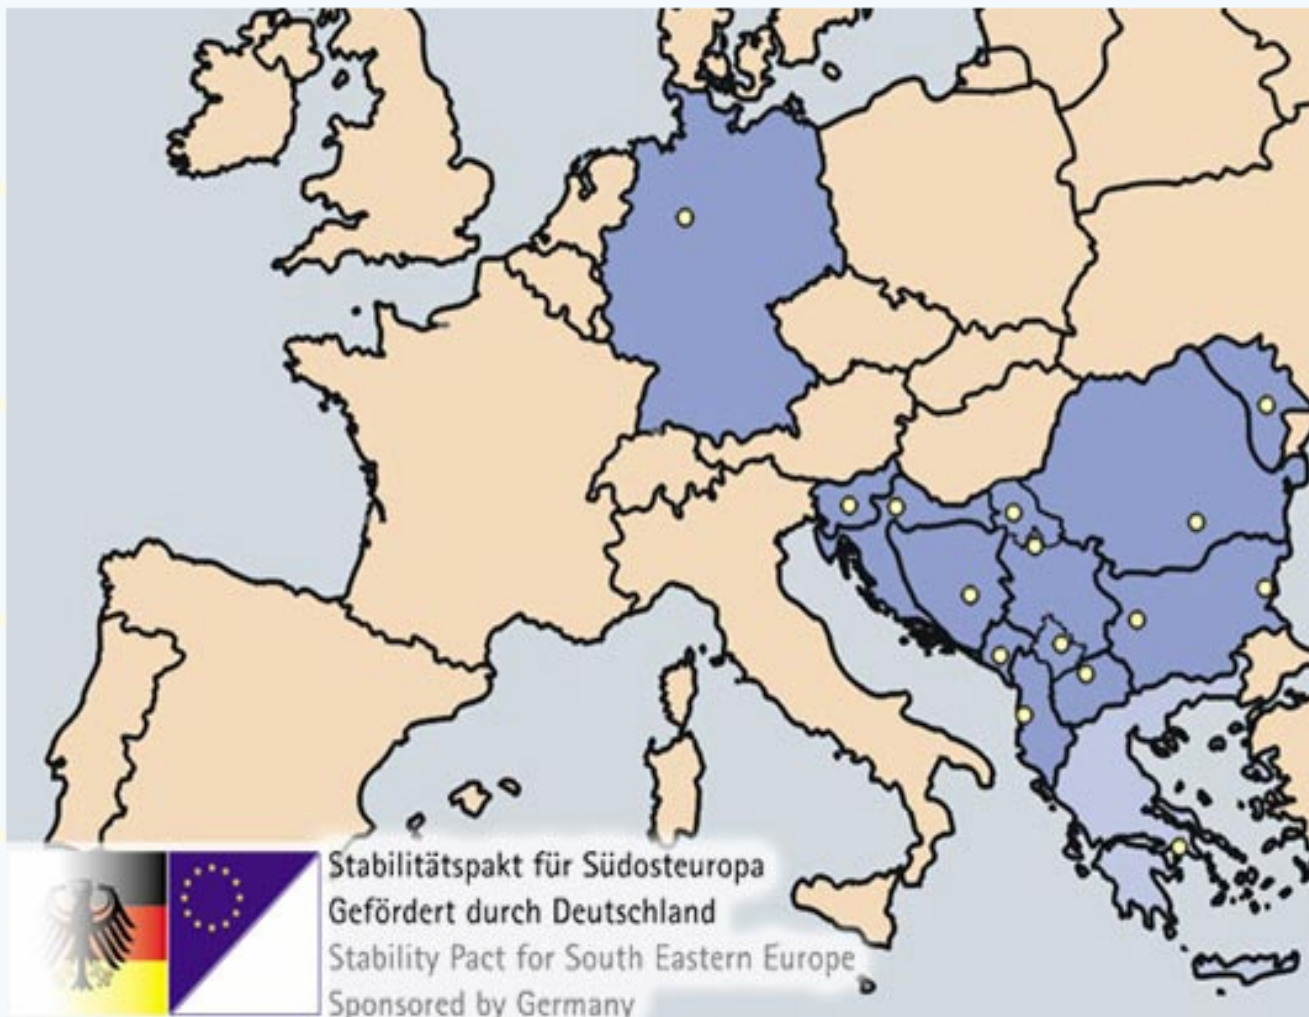 Stabilitätspakt für Südosteuropa
Gefördert durch Deutschland
Stability Pact for South Eastern Europe
Sponsored by Germany